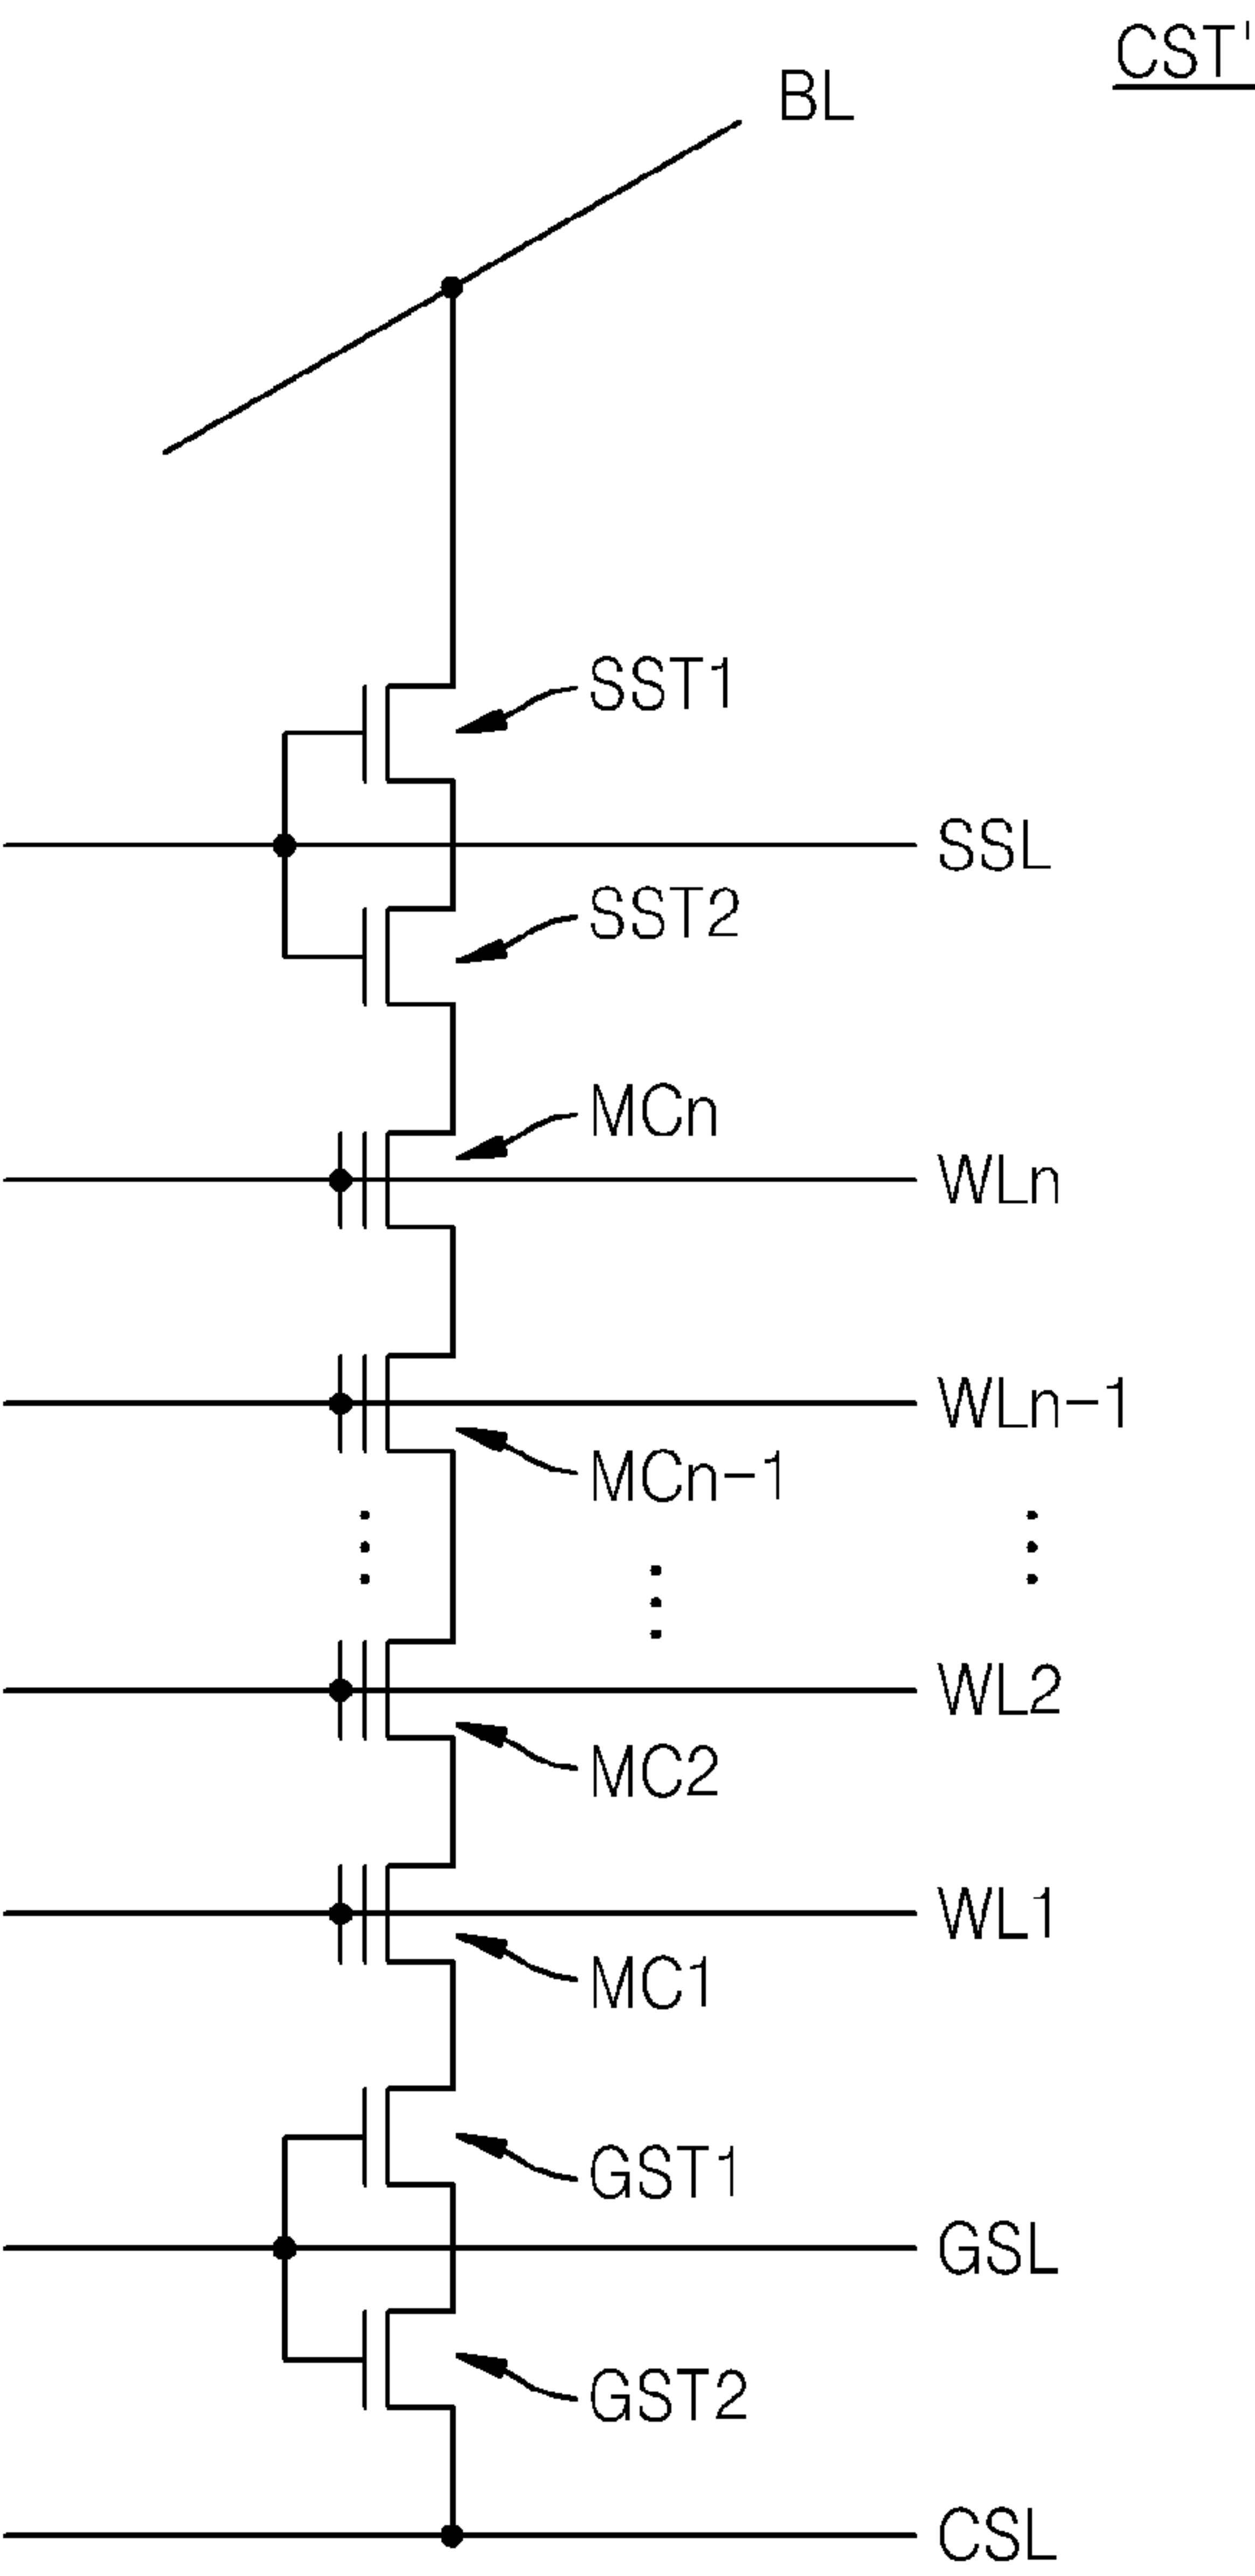 CST'
BL
SST1
SSL
SST2
MCn
WLn
WLn-1
MCn-1
WL2
MC2
WL1
MC1
GST1
GSL
GST2
CSL